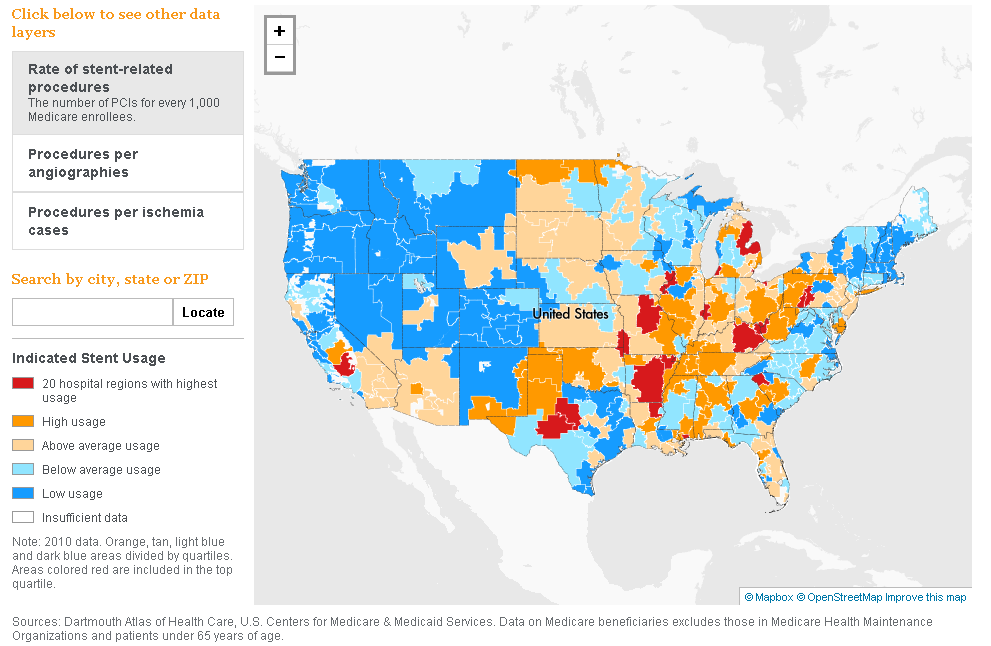 Click below to see other data
layers
Rate of stent-related
procedures
The number of PCIs for every 1,000
Medicare enrollees.
Procedures per
angiographies
Procedures per ischemia
cases
Search by city, state or ZIP
Locate
Indicated Stent Usage
20 hospital regions with highest
usage
High usage
Above average usage
Below average usage
Low usage
Insufficient data
Note: 2010 data. Orange, tan, light blue
and dark blue areas divided by quartiles.
Areas colored red are included in the top
quartile.
+
−
United States
© Mapbox © OpenStreetMap Improve this map
Sources: Dartmouth Atlas of Health Care, U.S. Centers for Medicare & Medicaid Services. Data on Medicare beneficiaries excludes those in Medicare Health Maintenance
Organizations and patients under 65 years of age.